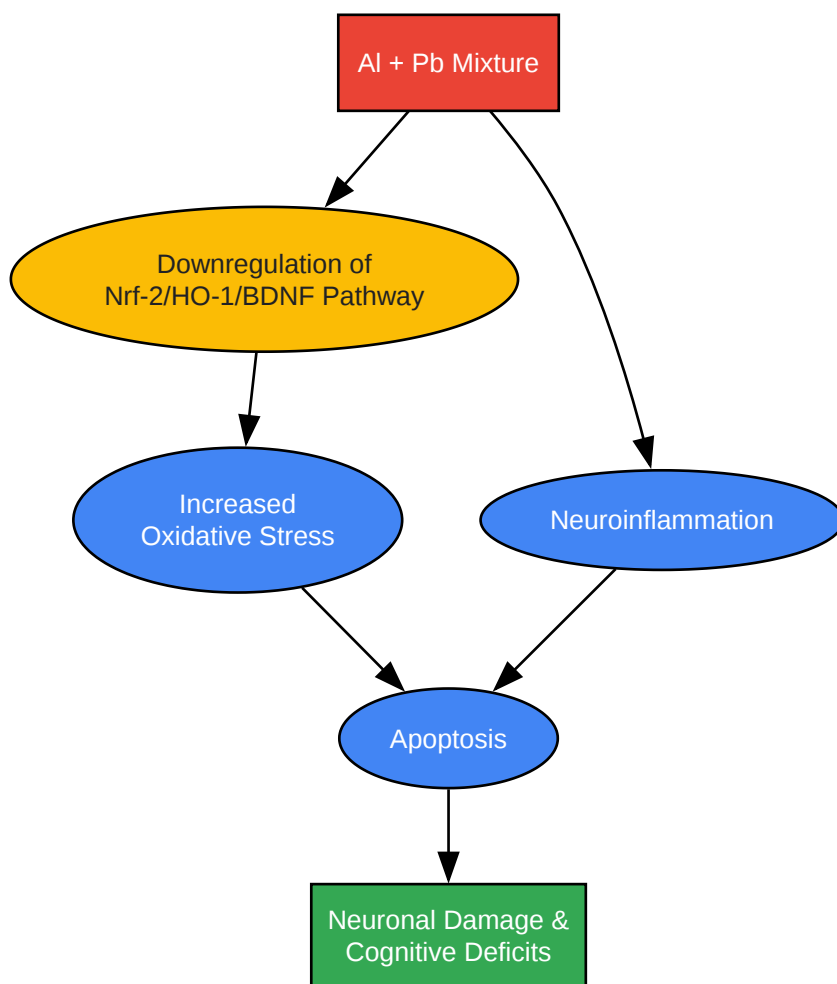 Al + Pb Mixture
Downregulation of
Nrf-2/HO-1/BDNF Pathway
Increased
Oxidative Stress
Neuroinflammation
Apoptosis
Neuronal Damage &
Cognitive Deficits